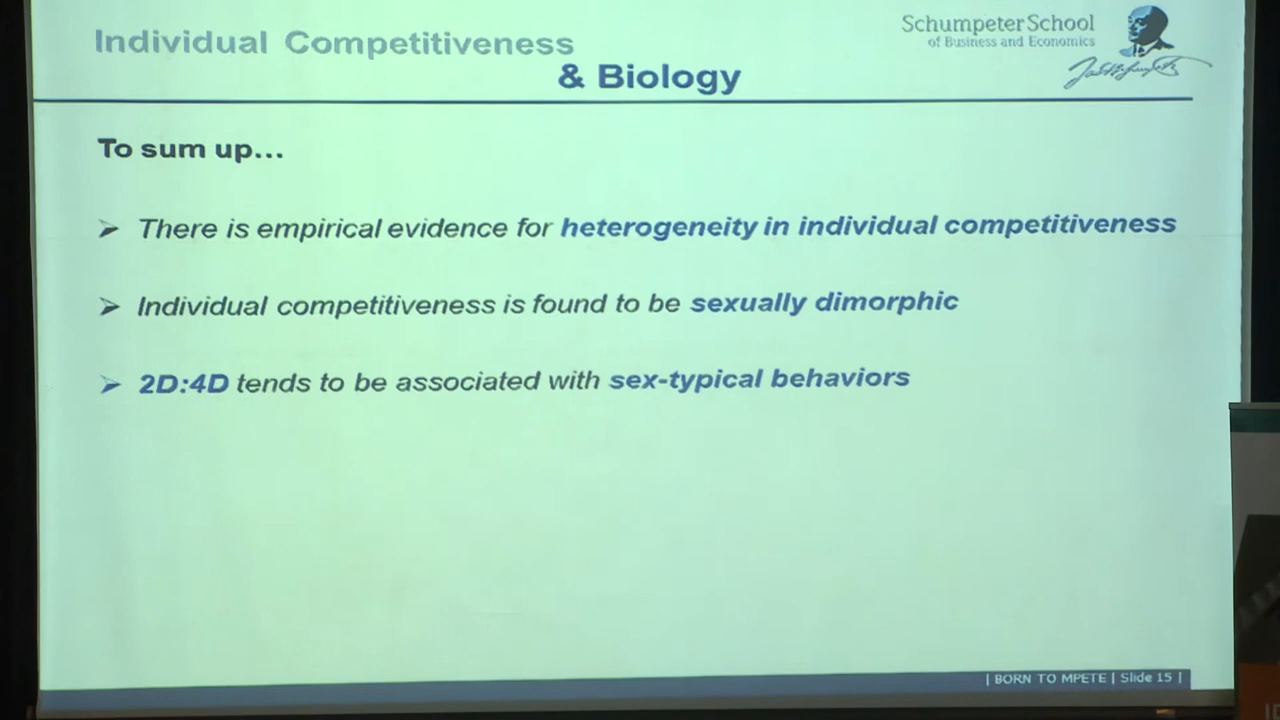 Individual Competitiveness
& Biology
Schumpeter School
of Business and Economics
To sum up...
➢ There is empirical evidence for heterogeneity in individual competitiveness
➢ Individual competitiveness is found to be sexually dimorphic
➢ 2D:4D tends to be associated with sex-typical behaviors
| BORN TO MPETE | Slide 15 |